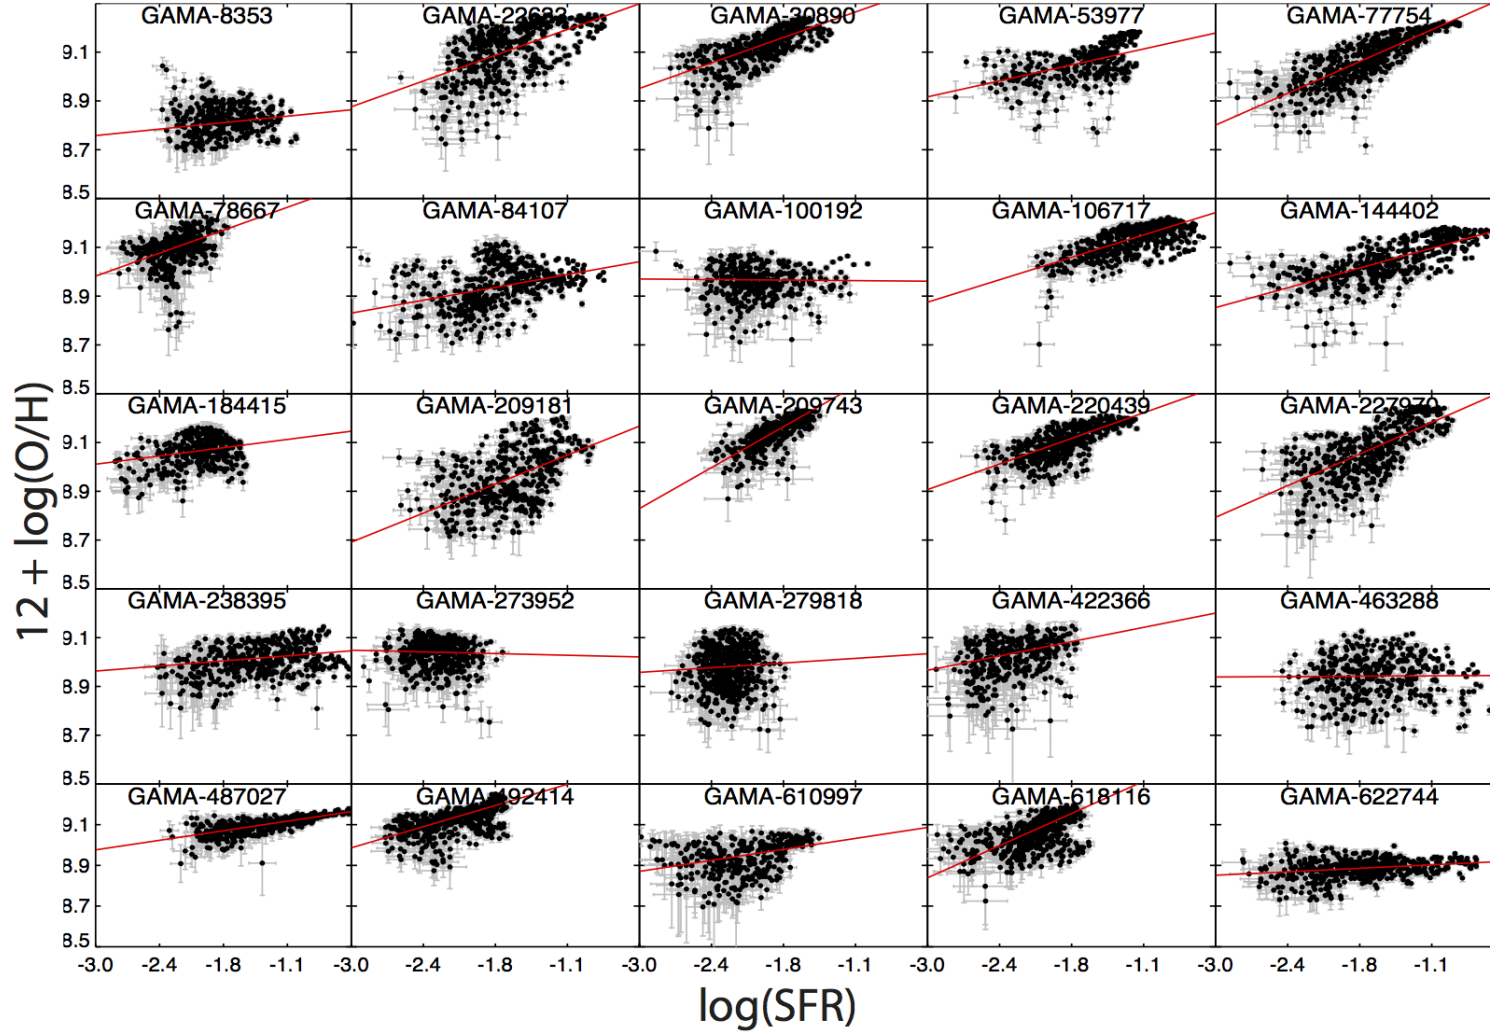 GAMA-8353 GAMA-22633 GAMA-30890 GAMA-53977 GAMA-77754
9.1
8.9
8.7
8.5
GAMA-78667 GAMA-84107 GAMA-100192 GAMA-106717 GAMA-144402
9.1
8.9
8.7
8.5
GAMA-184415 GAMA-209181 GAMA-209743 GAMA-220439 GAMA-227970
9.1
8.9
8.7
8.5
GAMA-238395 GAMA-273952 GAMA-279818 GAMA-422366 GAMA-463288
9.1
8.9
8.7
8.5
GAMA-487027 GAMA-492414 GAMA-610997 GAMA-618116 GAMA-622744
9.1
8.9
8.7
8.5
12 + log(O/H)
-3.0 -2.4 -1.8 -1.1 -3.0 -2.4 -1.8 -1.1 -2.4 -1.8 -1.1 -3.0 -2.4 -1.8 -1.1 -3.0 -2.4 -1.8 -1.1
log(SFR)